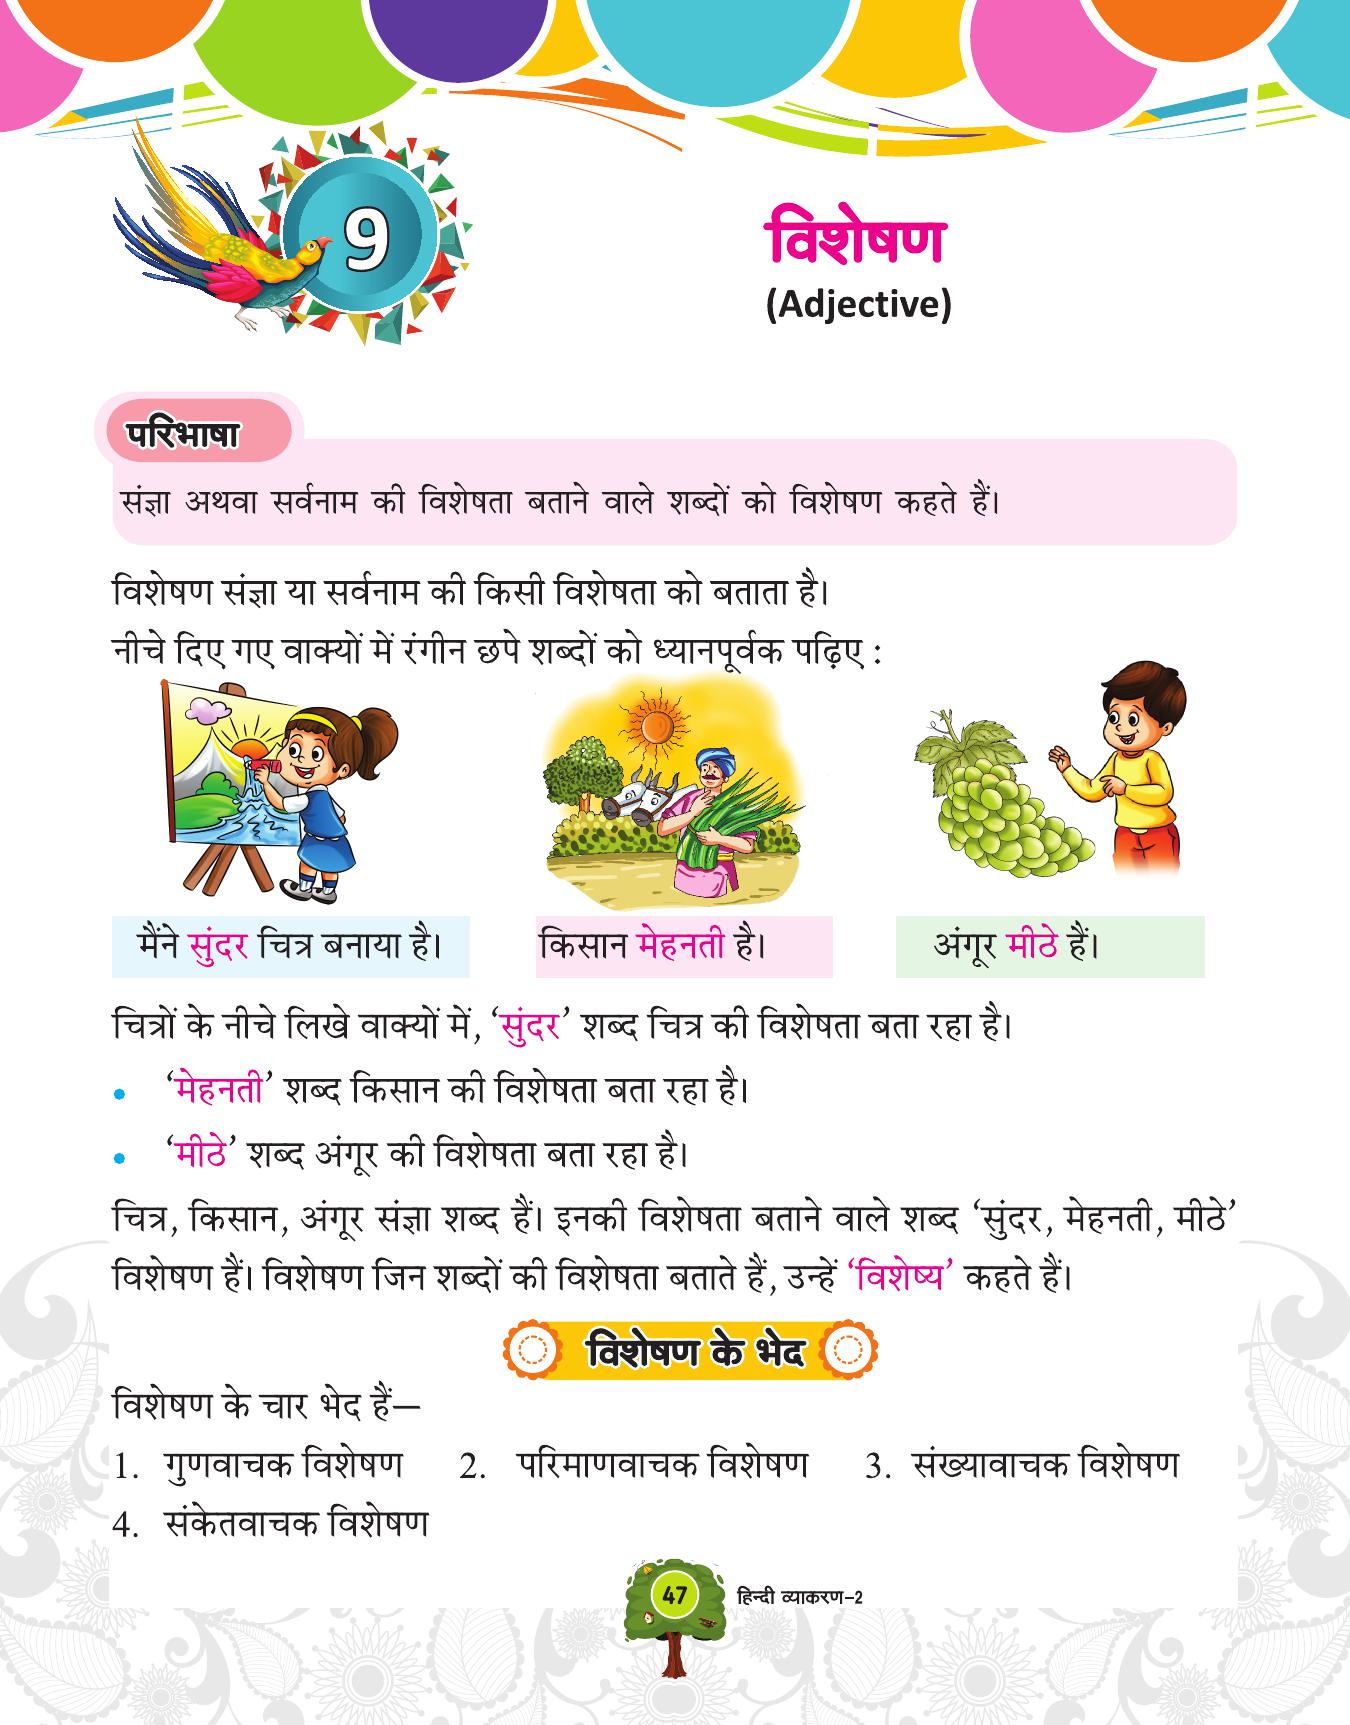 9
विशेषण
(Adjective)
परिभाषा
संज्ञा अथवा सर्वनाम की विशेषता बताने वाले शब्दों को विशेषण कहते हैं।
विशेषण संज्ञा या सर्वनाम की किसी विशेषता को बताता है।
नीचे दिए गए वाक्यों में रंगीन छपे शब्दों को ध्यानपूर्वक पढ़िए :
मैंने सुंदर चित्र बनाया है।
किसान मेहनती है।
अंगूर मीठे हैं।
चित्रों के नीचे लिखे वाक्यों में, ‘सुंदर’ शब्द चित्र की विशेषता बता रहा है।
• ‘मेहनती’ शब्द किसान की विशेषता बता रहा है।
• ‘मीठे’ शब्द अंगूर की विशेषता बता रहा है।
चित्र, किसान, अंगूर संज्ञा शब्द हैं। इनकी विशेषता बताने वाले शब्द ‘सुंदर, मेहनती, मीठे’
विशेषण हैं। विशेषण जिन शब्दों की विशेषता बताते हैं, उन्हें ‘विशेष्य’ कहते हैं।
विशेषण के भेद
विशेषण के चार भेद हैं—
1. गुणवाचक विशेषण 2. परिमाणवाचक विशेषण 3. संख्यावाचक विशेषण
4. संकेतवाचक विशेषण
47 हिन्दी व्याकरण-2